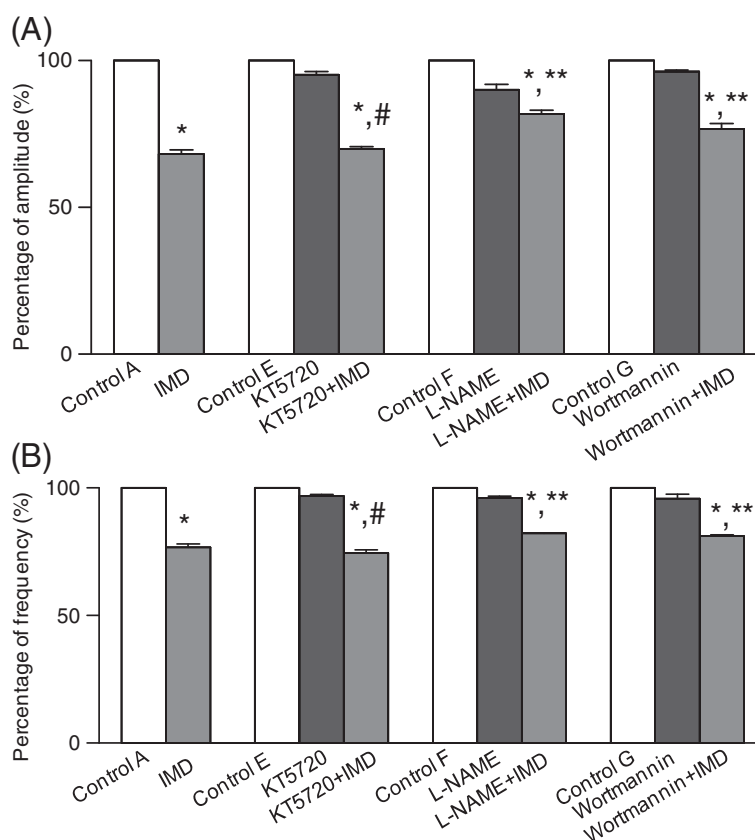 (A)
Percentage of amplitude (%)
100
50
0
*
*,#
*,**
*,**
Control A
IMD
Control E
KT5720
KT5720+IMD
Control F
L-NAME
L-NAME+IMD
Control G
Wortmannin
Wortmannin+IMD
(B)
Percentage of frequency (%)
100
50
0
*
*,#
*,**
*,**
Control A
IMD
Control E
KT5720
KT5720+IMD
Control F
L-NAME
L-NAME+IMD
Control G
Wortmannin
Wortmannin+IMD